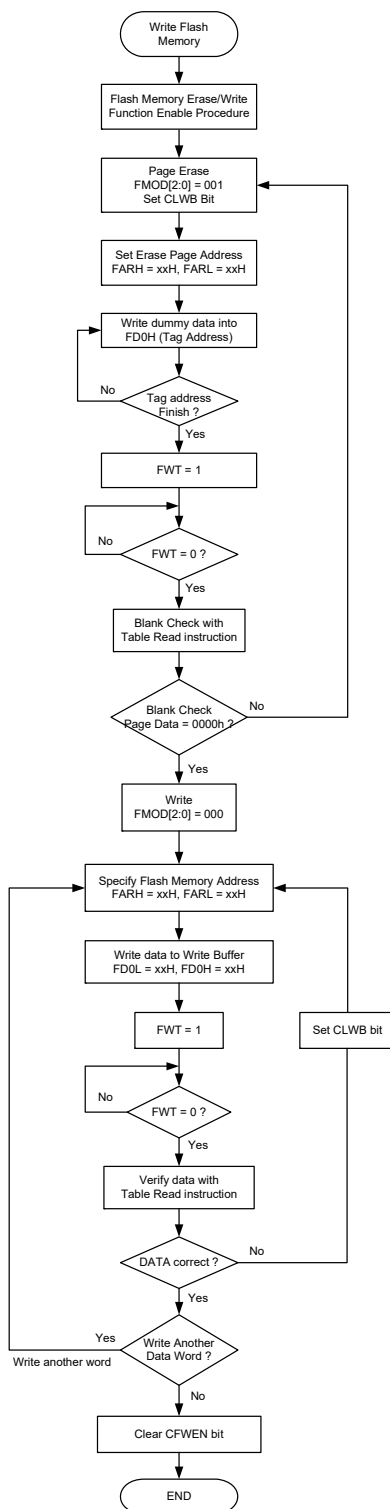 Write Flash
Memory
Flash Memory Erase/Write
Function Enable Procedure
Page Erase
FMOD[2:0] = 001
Set CLWB Bit
Set Erase Page Address
FARH = xxH, FARL = xxH
Write dummy data into
FD0H (Tag Address)
No
Tag address
Finish ?
Yes
FWT = 1
No
FWT = 0 ?
Yes
Blank Check with
Table Read instruction
No
Blank Check
Page Data = 0000h ?
Yes
Write
FMOD[2:0] = 000
Specify Flash Memory Address
FARH = xxH, FARL = xxH
Write data to Write Buffer
FD0L = xxH, FD0H = xxH
FWT = 1
Set CLWB bit
No
FWT = 0 ?
Yes
Verify data with
Table Read instruction
No
DATA correct ?
Yes
Yes
Write another word
Write Another
Data Word ?
No
Clear CFWEN bit
END